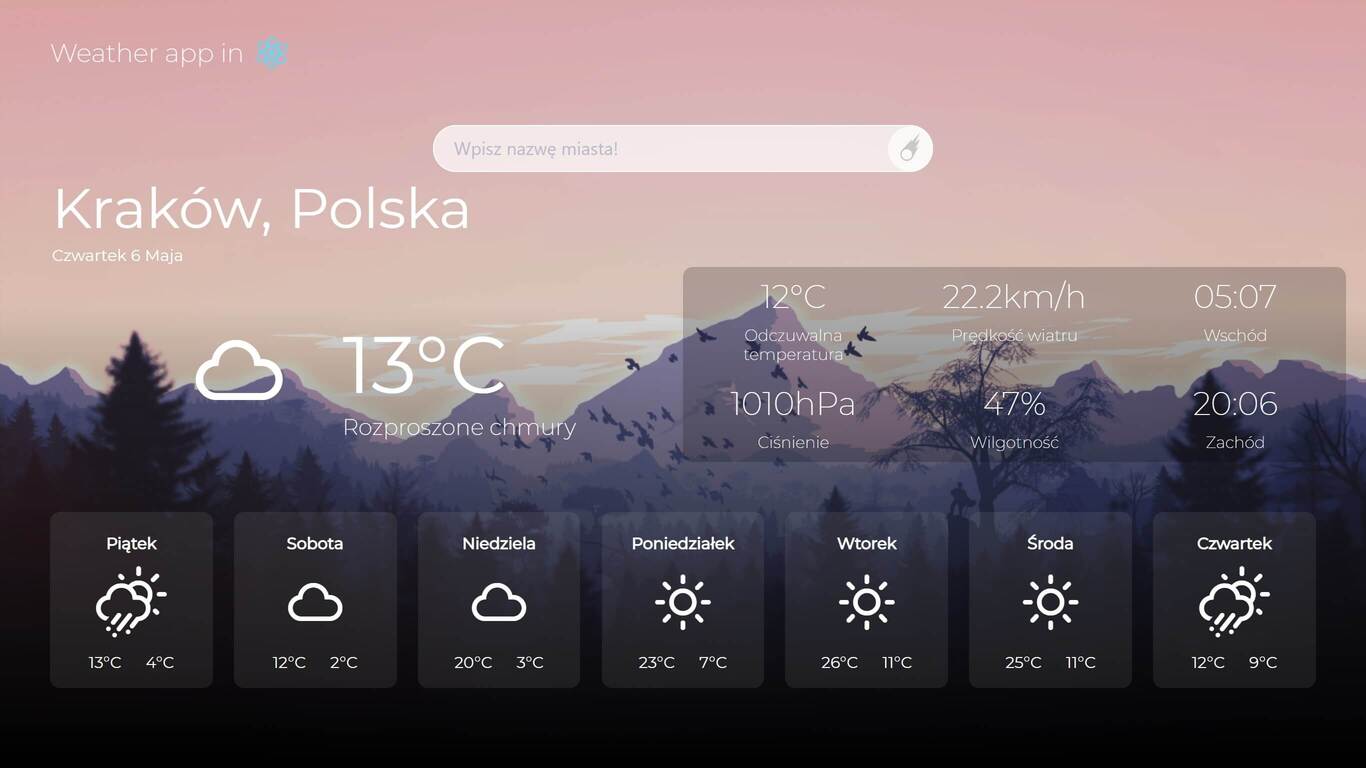 Weather app in
Wpisz nazwę miasta!
Kraków, Polska
Czwartek 6 Maja
13°C
Rozproszone chmury
12°C
Odczuwalna
temperatura
22.2km/h
Prędkość wiatru
05:07
Wschód
1010hPa
Ciśnienie
47%
Wilgotność
20:06
Zachód
Piątek
13°C 4°C
Sobota
12°C 2°C
Niedziela
20°C 3°C
Poniedziałek
23°C 7°C
Wtorek
26°C 11°C
Środa
25°C 11°C
Czwartek
12°C 9°C